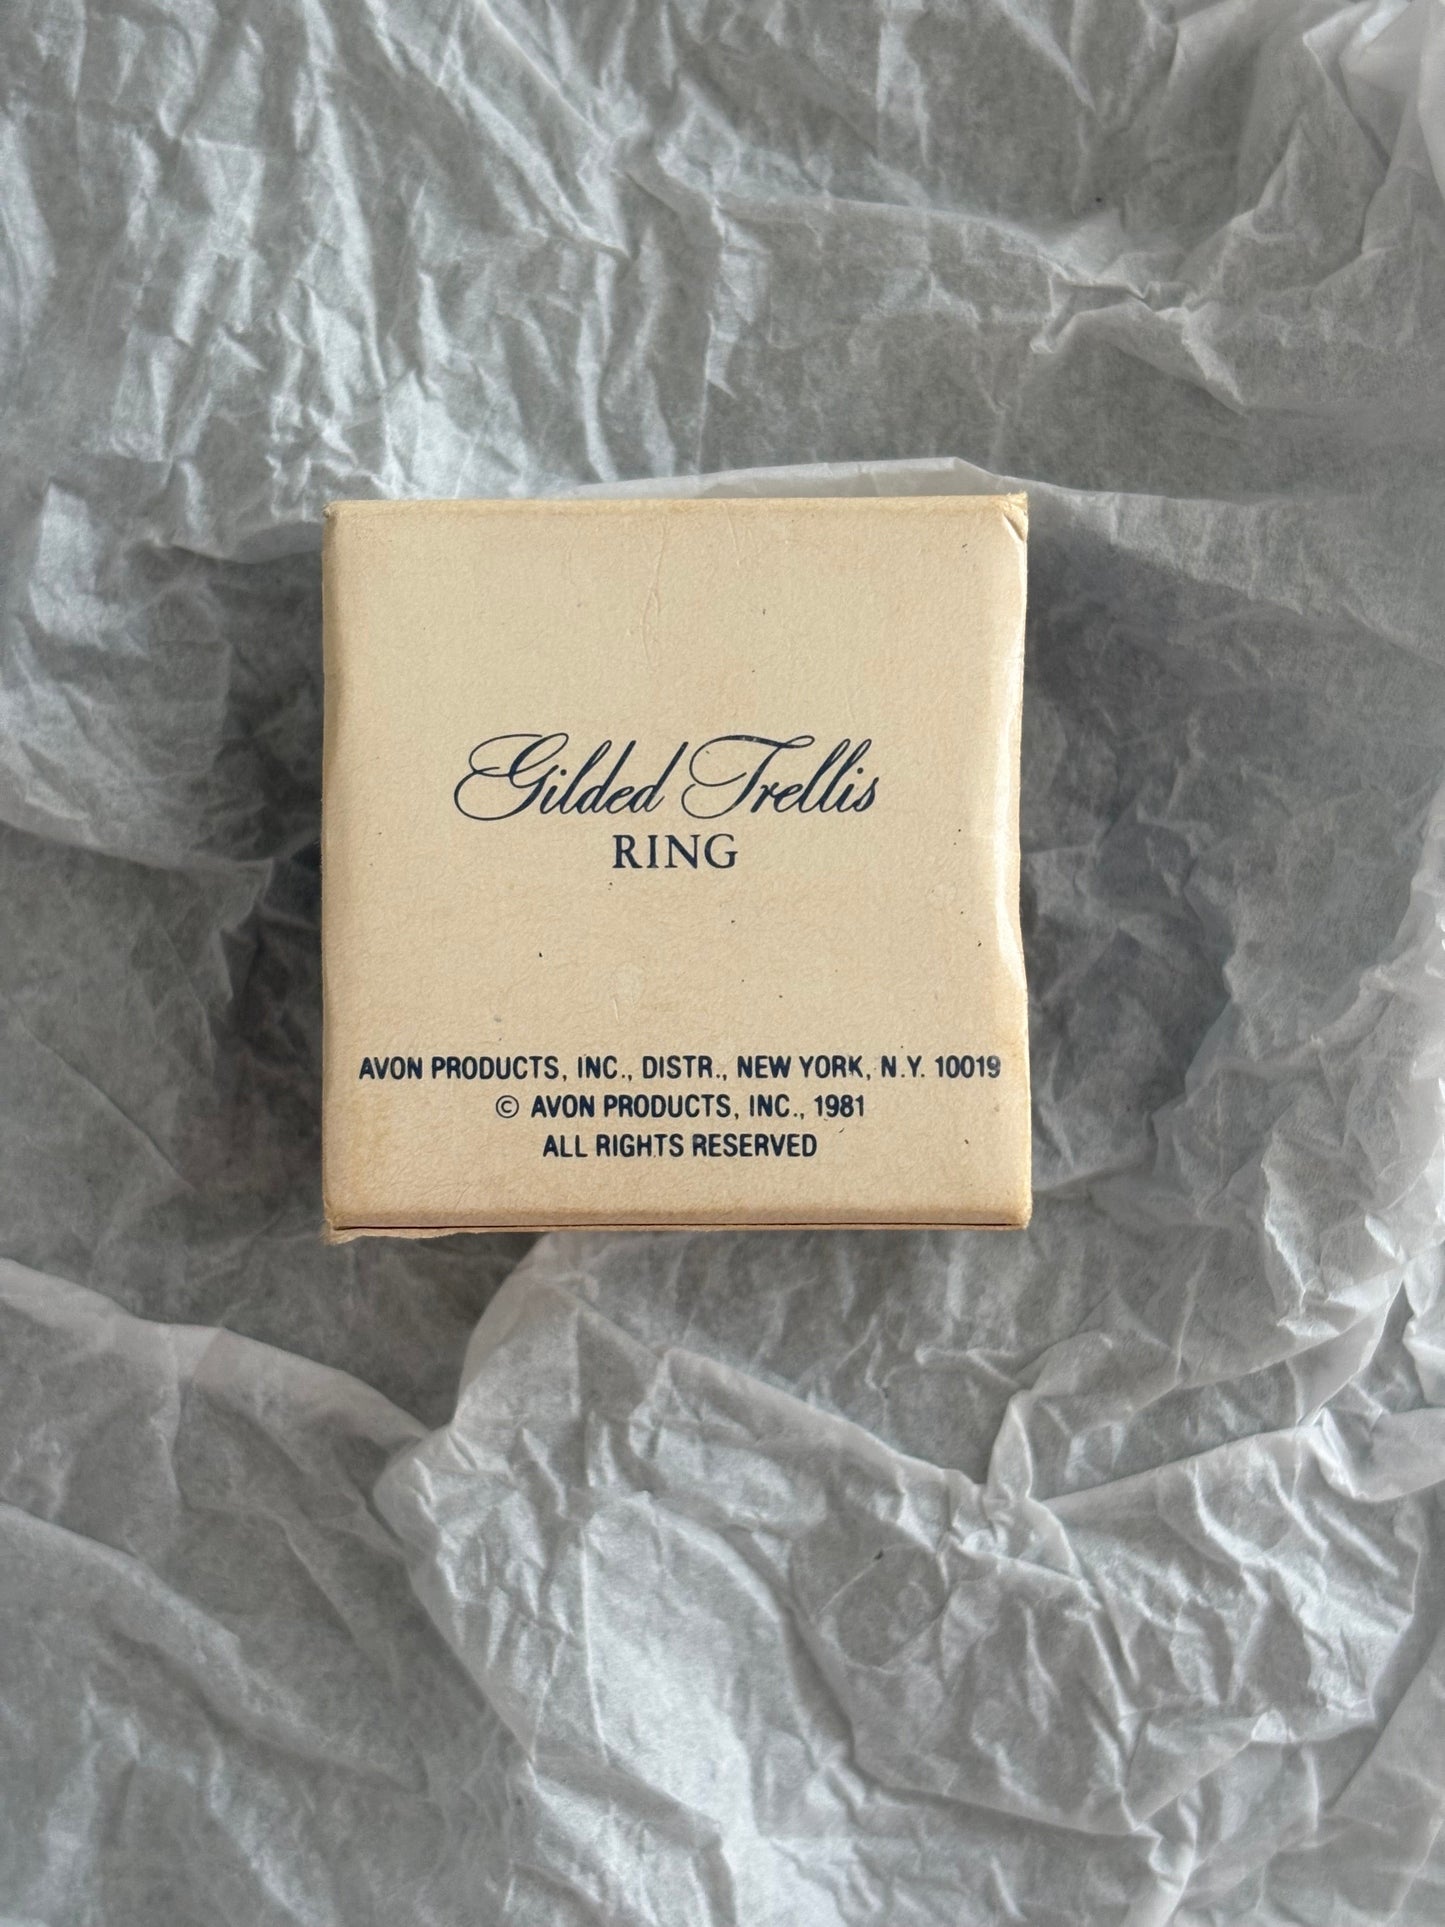 Gilded Trellis
RING
AVON PRODUCTS, INC., DISTR., NEW YORK, N.Y. 10019
© AVON PRODUCTS, INC., 1981
ALL RIGHTS RESERVED